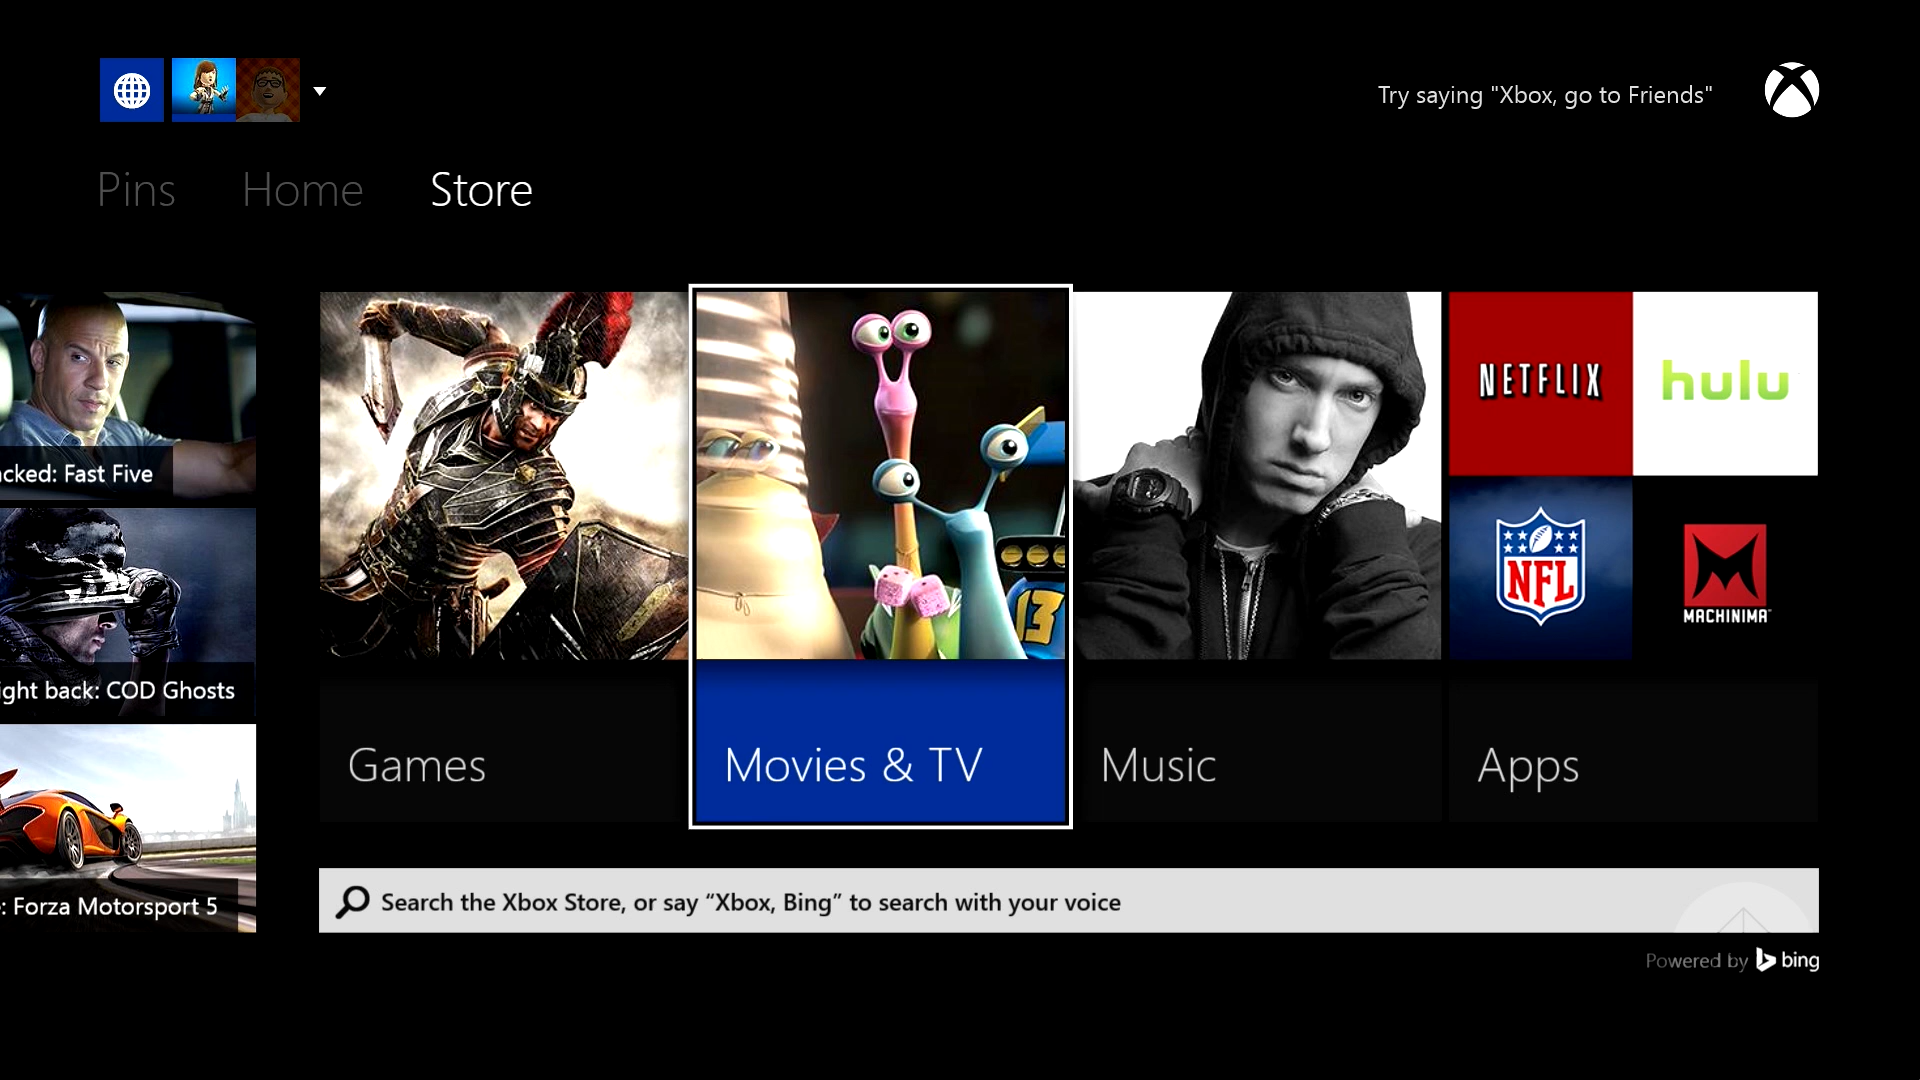 Try saying "Xbox, go to Friends"
Pins Home Store
cked: Fast Five
ight back: COD Ghosts
: Forza Motorsport 5
13
NETFLIX
hulu
NFL
MACHINIMA
Games
Movies & TV
Music
Apps
Search the Xbox Store, or say “Xbox, Bing” to search with your voice
Powered by bing